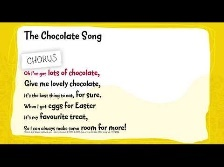 The Chocolate Song
CHORUS
Oh I've got lots of chocolate,
Give me lovely chocolate,
It's the best thing to eat, for sure,
When I get eggs for Easter
It's my favourite treat,
So I can always make some room for more!